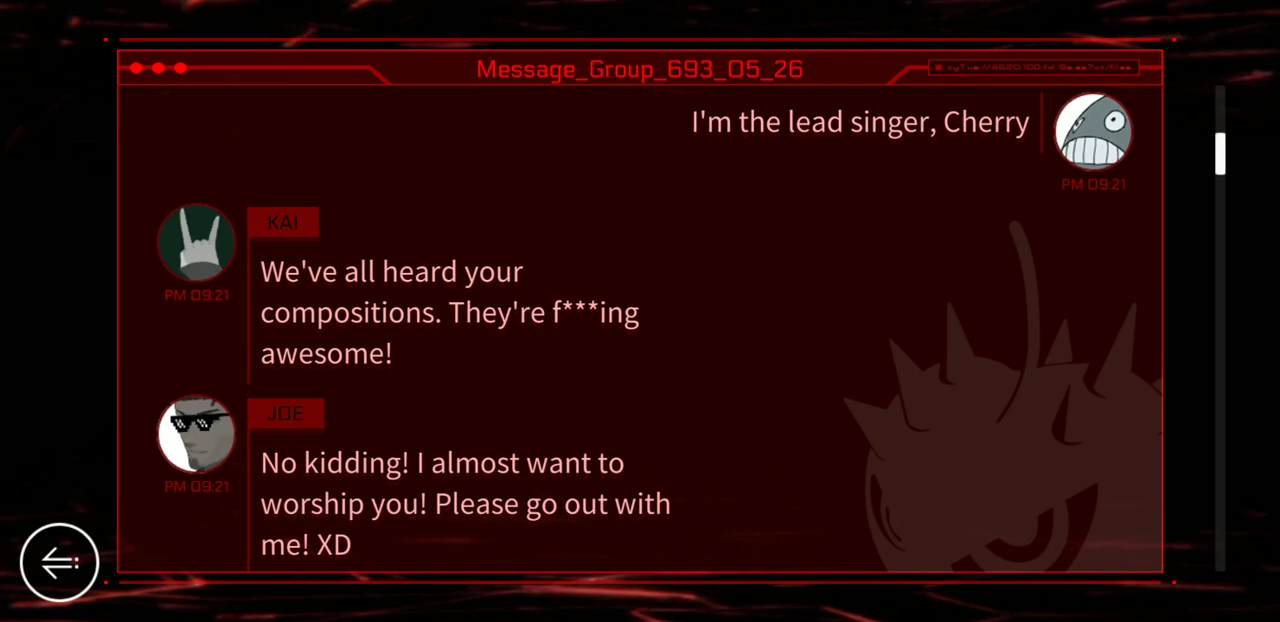 Message_Group_693_05_26
I'm the lead singer, Cherry
PM 09:21
KAI
We've all heard your
compositions. They're f***ing
awesome!
PM 09:21
JOE
No kidding! I almost want to
worship you! Please go out with
me! XD
PM 09:21